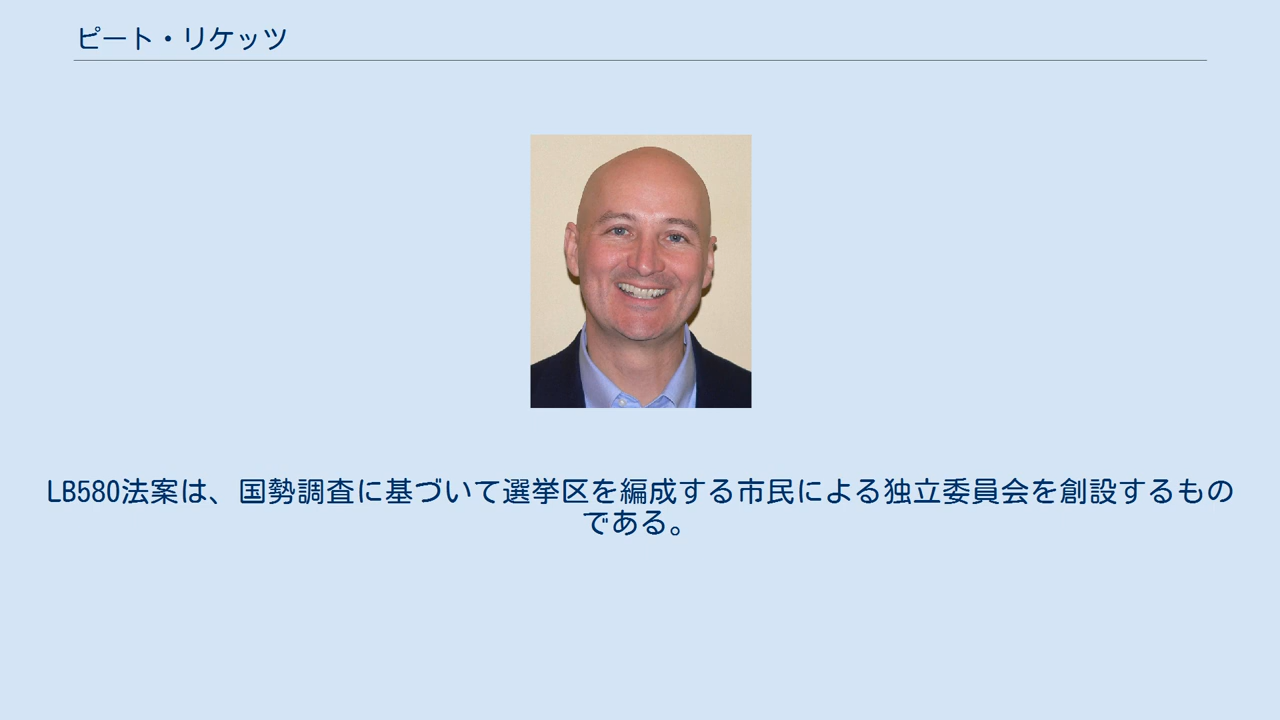 ピート・リケッツ
LB580法案は、国勢調査に基づいて選挙区を編成する市民による独立委員会を創設するもの
である。